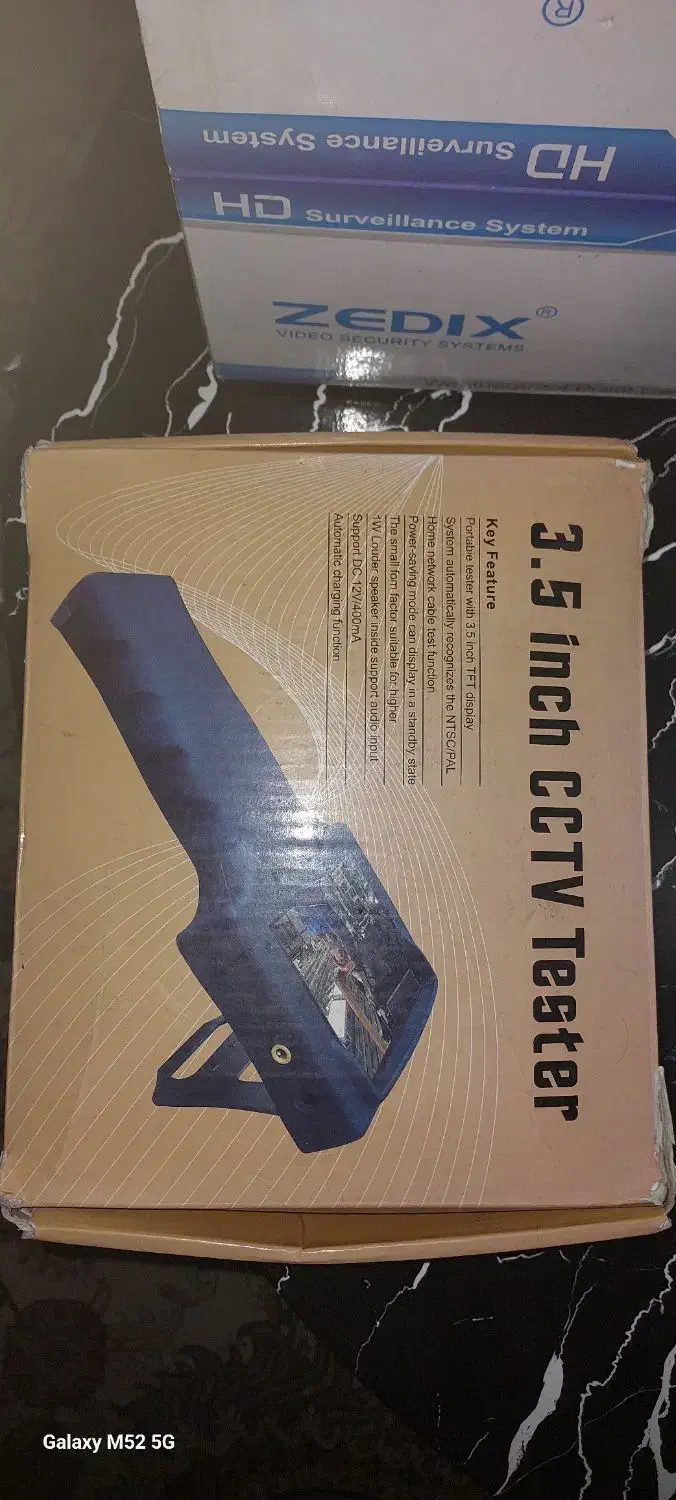 ®
HD Surveillance System
HD Surveillance System
ZEDIX®
VIDEO SECURITY SYSTEMS
3.5 inch CCTV Tester
Key Feature
Portable tester with 3.5 inch TFT display
System automatically recognizes the NTSC/PAL
Home network cable test function
Power-saving mode can display in a standby state
The small fom factor suitable for higher
1W Louder speaker inside support audio input
Support DC 12V/400mA
Automatic charging function
Galaxy M52 5G